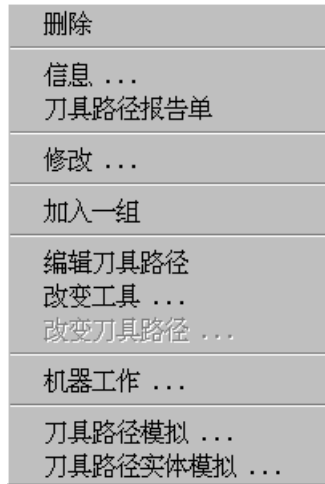 删除
信息 ...
刀具路径报告单
修改 ...
加入一组
编辑刀具路径
改变工具 ...
改变刀具路径 ...
机器工作 ...
刀具路径模拟 ...
刀具路径实体模拟 ...